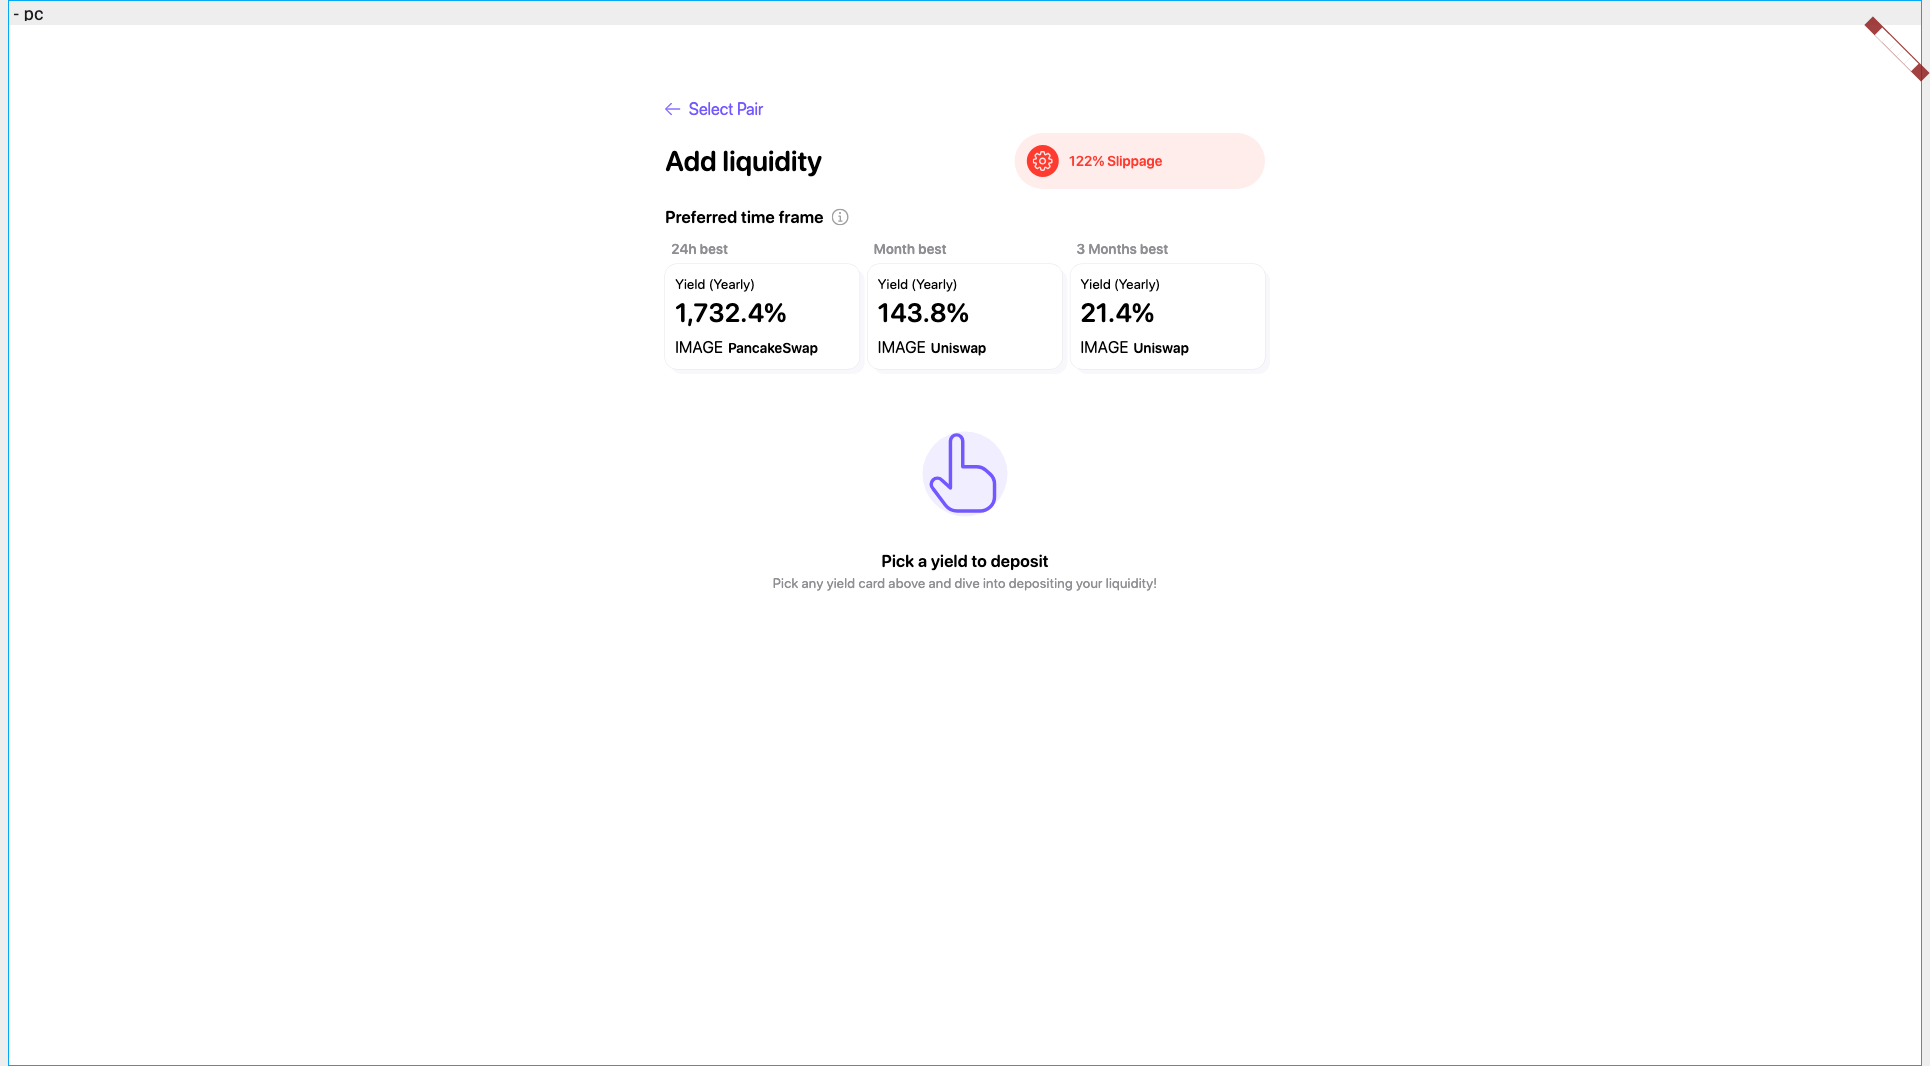 - pc
Select Pair
Add liquidity
122% Slippage
Preferred time frame
24h best
Month best
3 Months best
Yield (Yearly)
1,732.4%
IMAGE PancakeSwap
Yield (Yearly)
143.8%
IMAGE Uniswap
Yield (Yearly)
21.4%
IMAGE Uniswap
Pick a yield to deposit
Pick any yield card above and dive into depositing your liquidity!